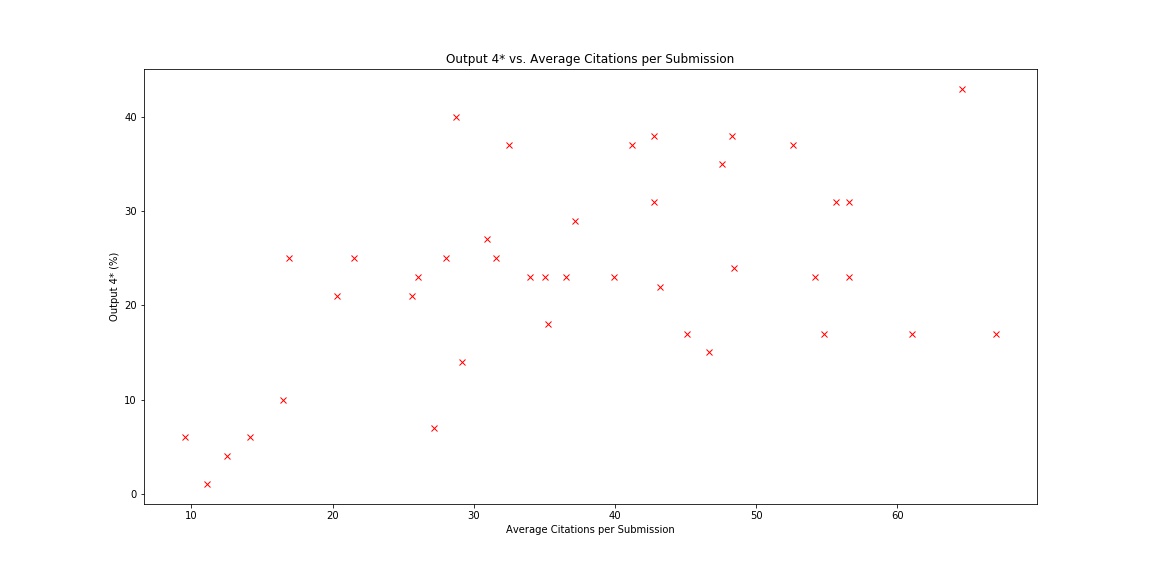 Output 4* vs. Average Citations per Submission
40
30
20
10
0
Output 4* (%)
10 20 30 40 50 60
Average Citations per Submission